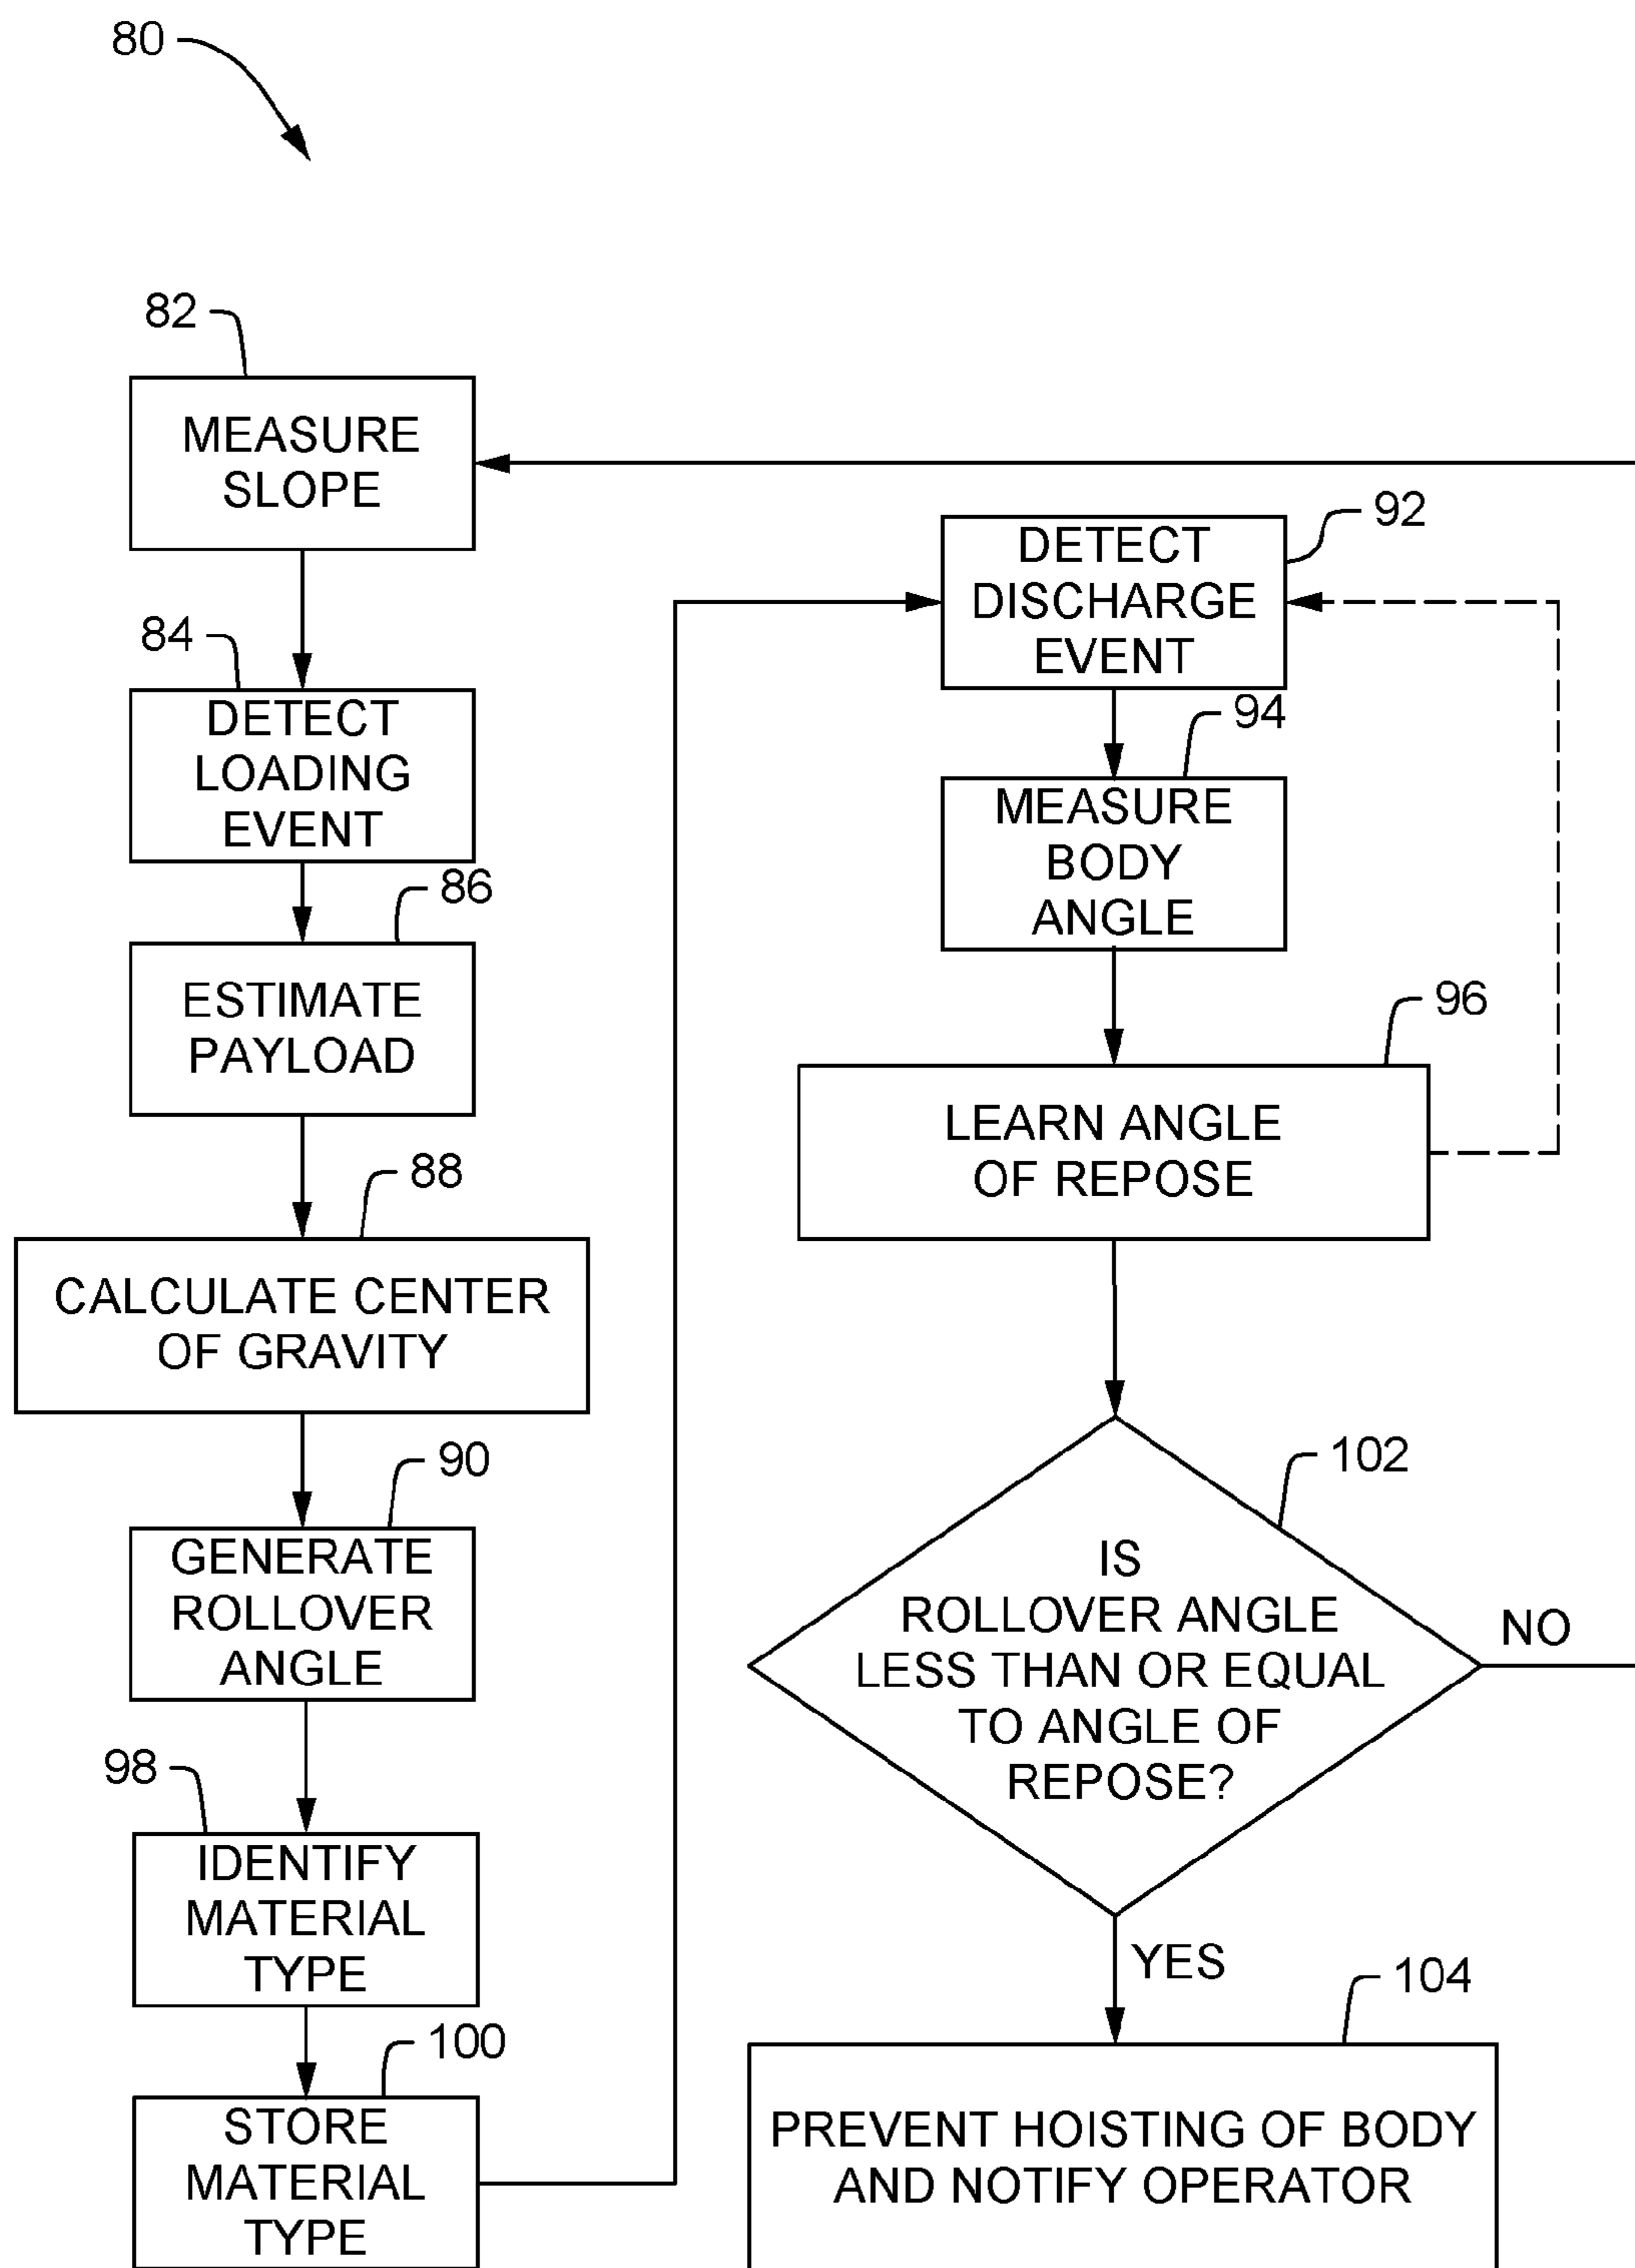 80
82
MEASURE
SLOPE
84
DETECT
LOADING
EVENT
86
ESTIMATE
PAYLOAD
88
CALCULATE CENTER
OF GRAVITY
90
GENERATE
ROLLOVER
ANGLE
98
IDENTIFY
MATERIAL
TYPE
100
STORE
MATERIAL
TYPE
92
DETECT
DISCHARGE
EVENT
94
MEASURE
BODY
ANGLE
96
LEARN ANGLE
OF REPOSE
102
IS
ROLLOVER ANGLE
LESS THAN OR EQUAL
TO ANGLE OF
REPOSE?
NO
YES
104
PREVENT HOISTING OF BODY
AND NOTIFY OPERATOR